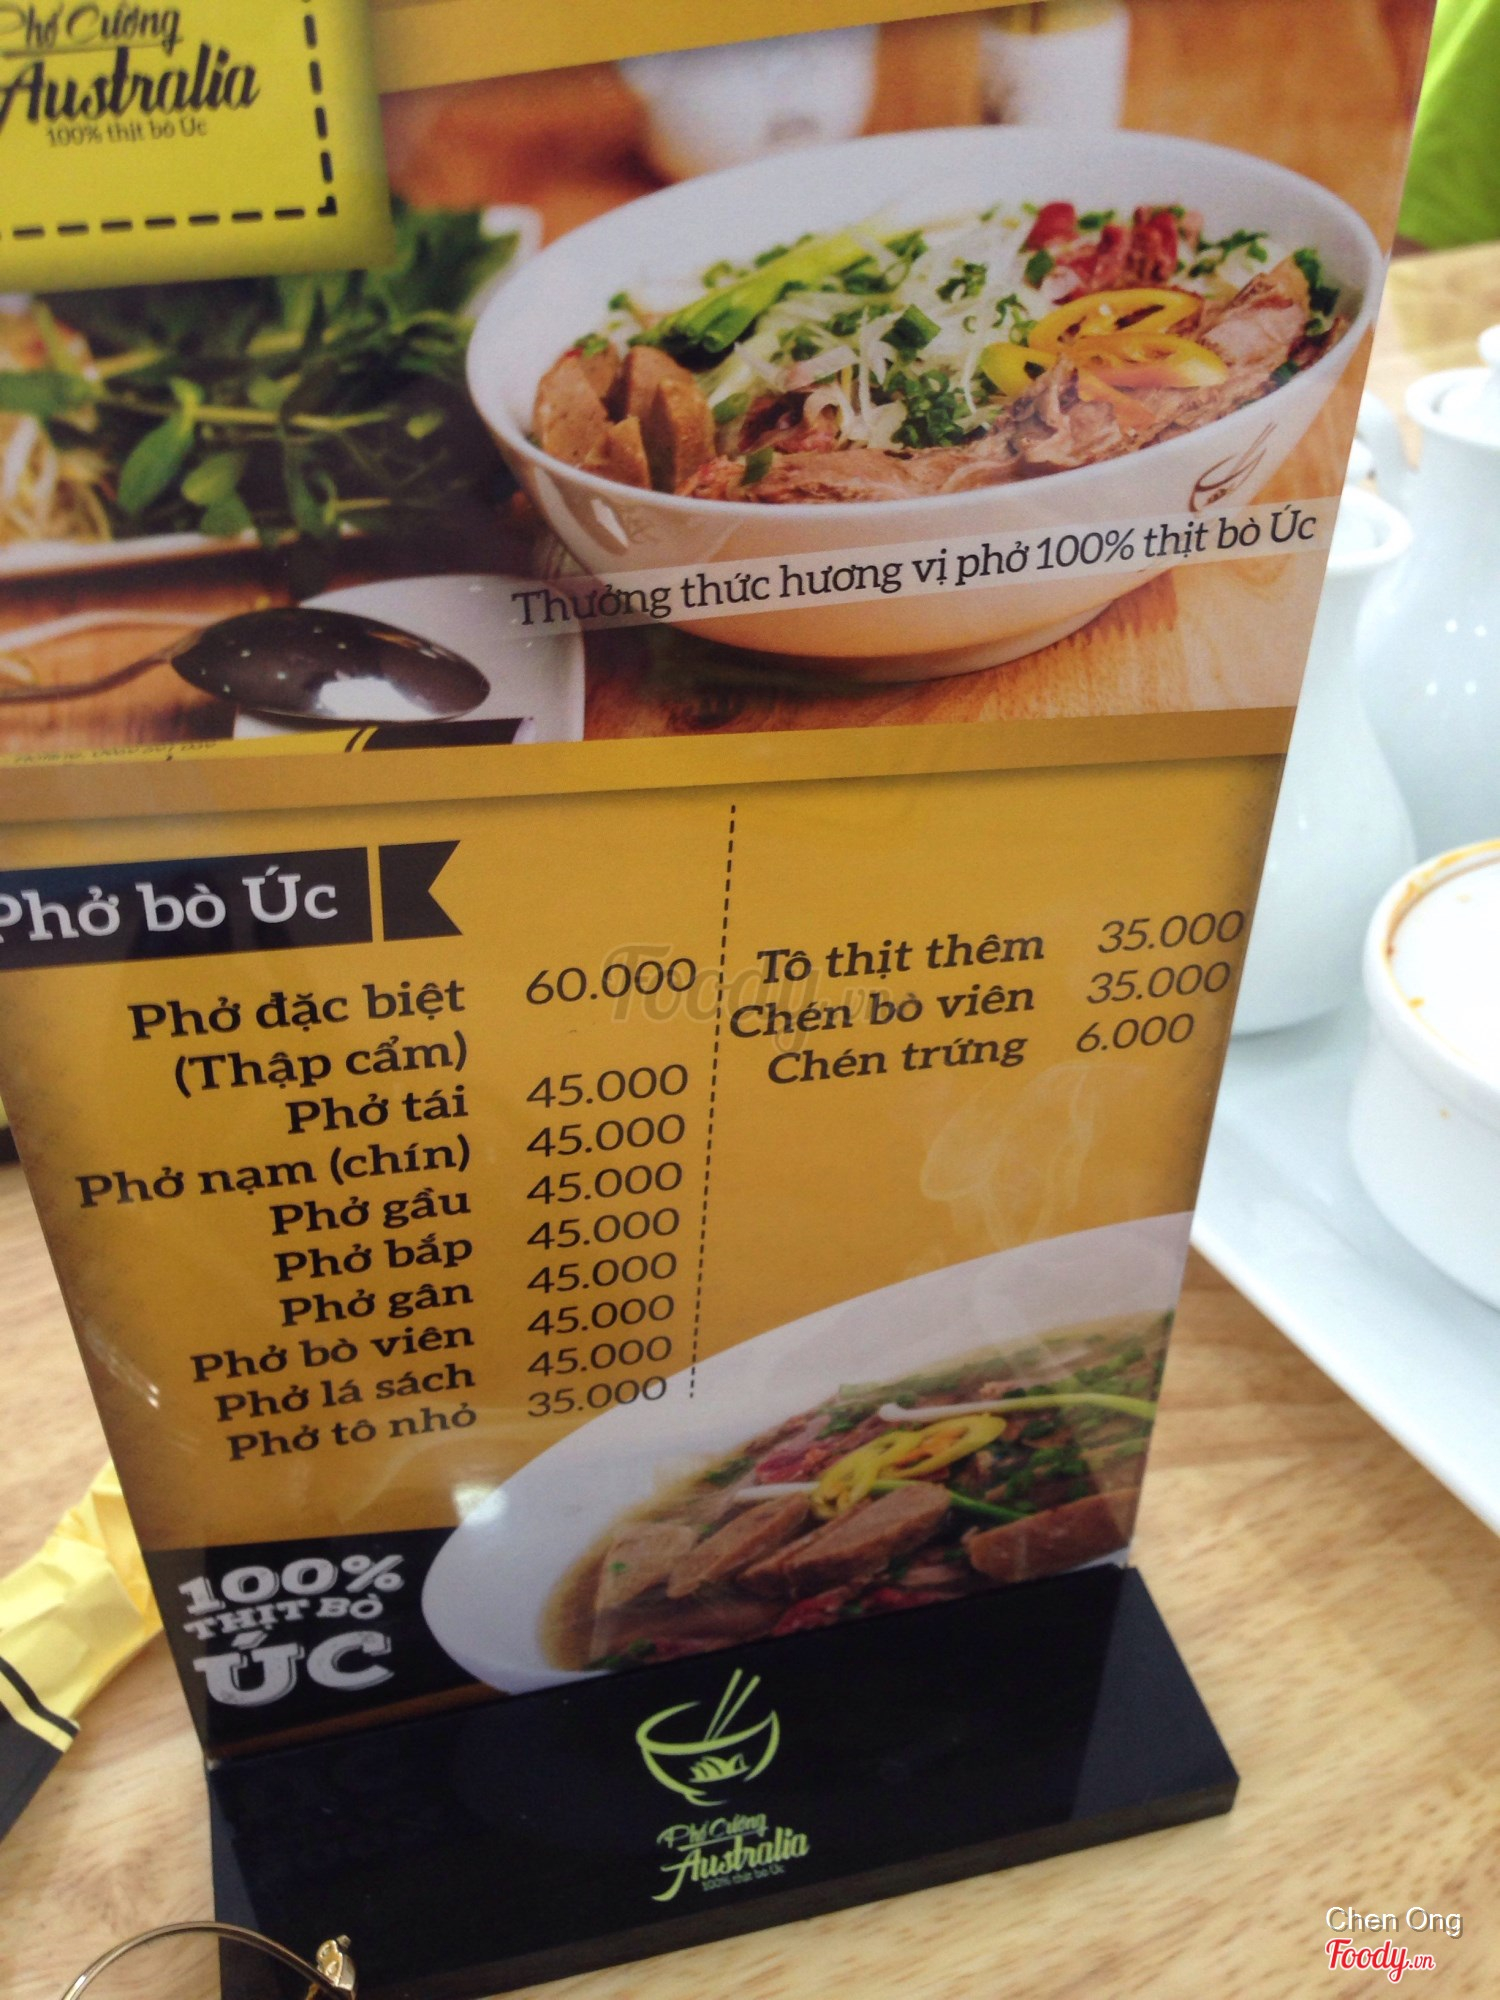 Phở Cường
Australia
100% thịt bò Úc
Thưởng thức hương vị phở 100% thịt bò Úc
Phở bò Úc
Phở đặc biệt 60.000
(Thập cẩm)
Phở tái 45.000
Phở nạm (chín) 45.000
Phở gầu 45.000
Phở bắp 45.000
Phở gân 45.000
Phở bò viên 45.000
Phở lá sách 45.000
Phở tô nhỏ 35.000
Tô thịt thêm 35.000
Chén bò viên 35.000
Chén trứng 6.000
Foody.vn
100%
THỊT BÒ
ÚC
Phở Cường
Australia
100% thịt bò Úc
Chen Ong
Foody.vn